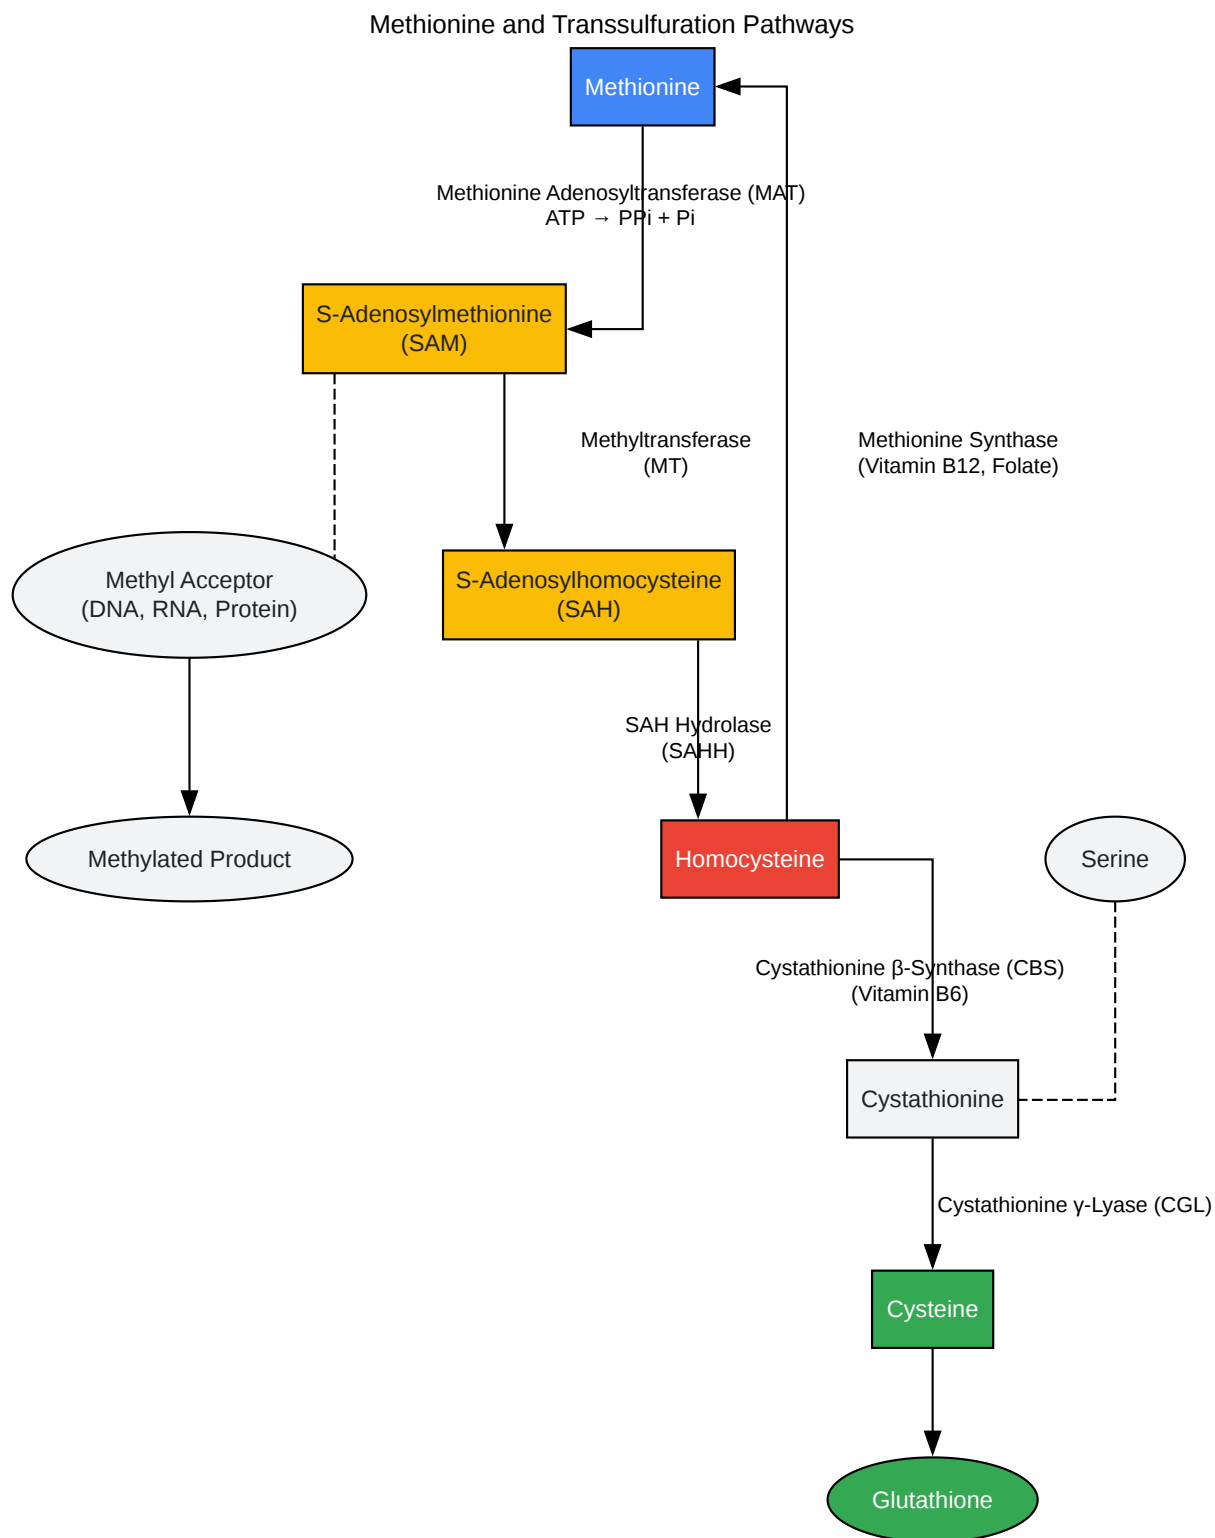 Methionine and Transsulfuration Pathways
Methionine
Methionine Adenosyltransferase (MAT)
ATP → PPi + Pi
S-Adenosylmethionine
(SAM)
Methyltransferase
(MT)
Methionine Synthase
(Vitamin B12, Folate)
Methyl Acceptor
(DNA, RNA, Protein)
S-Adenosylhomocysteine
(SAH)
SAH Hydrolase
(SAHH)
Methylated Product
Homocysteine
Serine
Cystathionine β-Synthase (CBS)
(Vitamin B6)
Cystathionine
Cystathionine γ-Lyase (CGL)
Cysteine
Glutathione